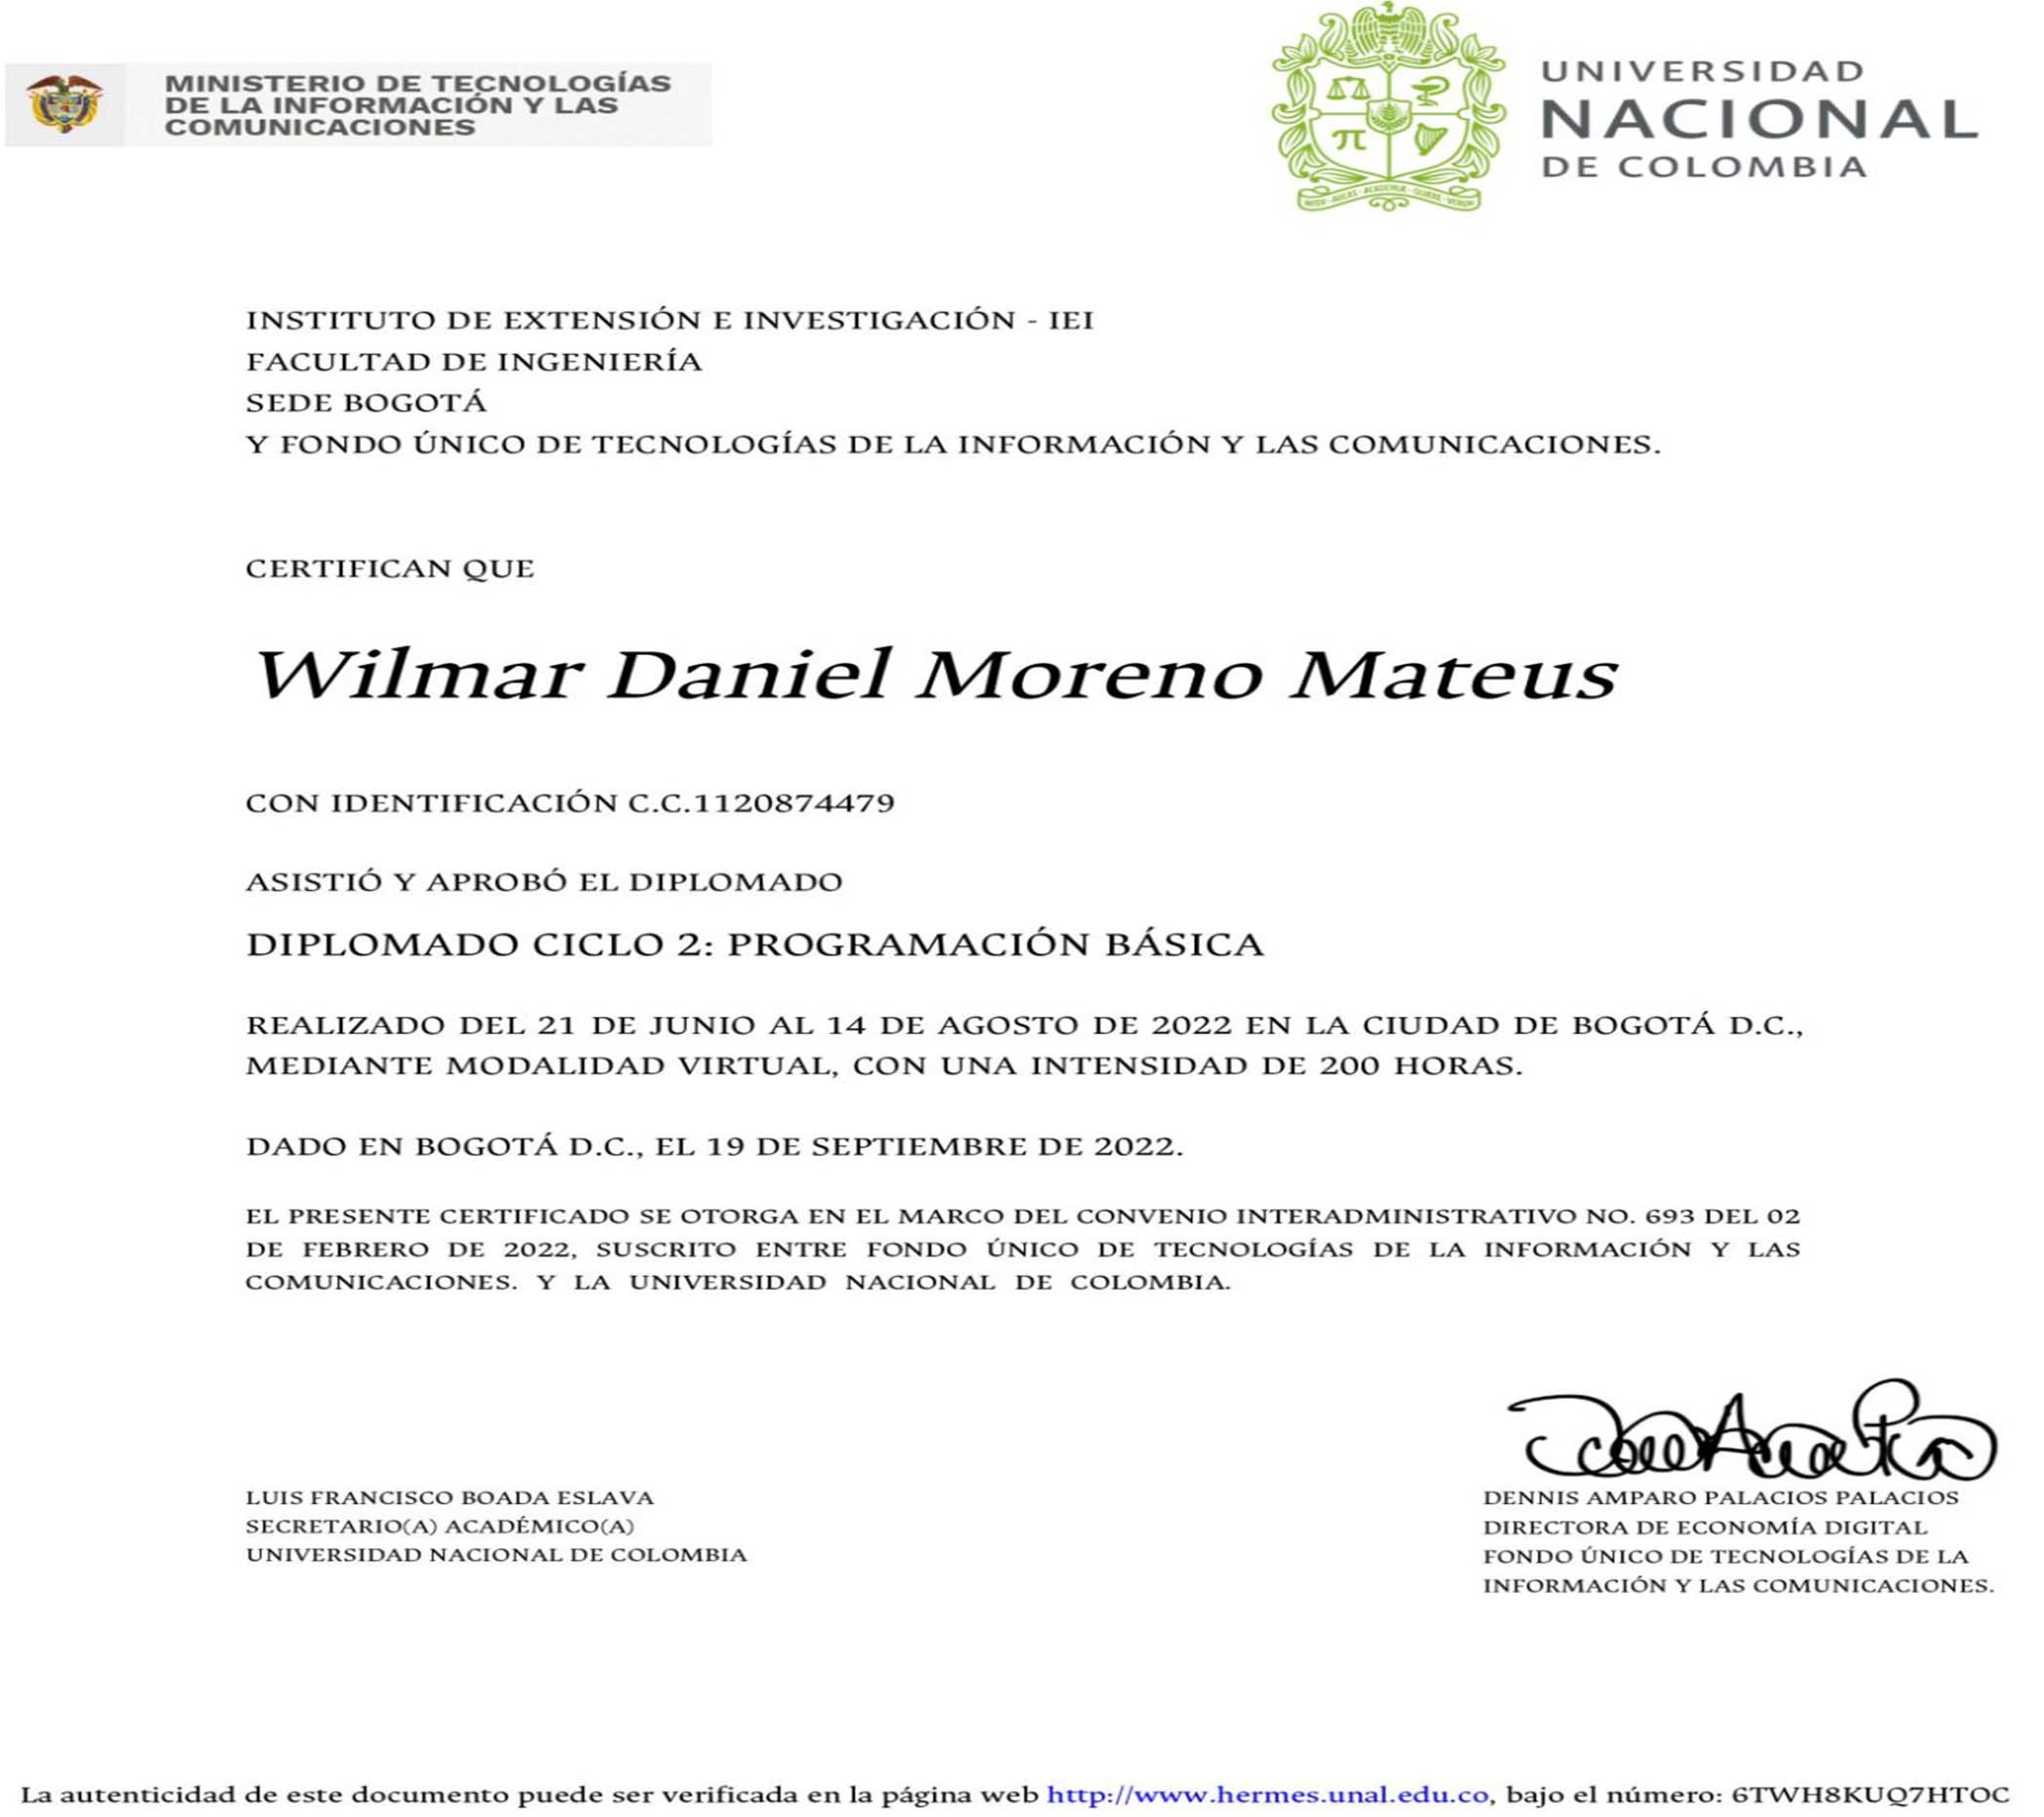 MINISTERIO DE TECNOLOGÍAS
DE LA INFORMACIÓN Y LAS
COMUNICACIONES
UNIVERSIDAD
NACIONAL
DE COLOMBIA
INTER · AULAS · ACADEMIÆ · QUÆRE · VERUM
INSTITUTO DE EXTENSIÓN E INVESTIGACIÓN - IEI
FACULTAD DE INGENIERÍA
SEDE BOGOTÁ
Y FONDO ÚNICO DE TECNOLOGÍAS DE LA INFORMACIÓN Y LAS COMUNICACIONES.
CERTIFICAN QUE
Wilmar Daniel Moreno Mateus
CON IDENTIFICACIÓN C.C.1120874479
ASISTIÓ Y APROBÓ EL DIPLOMADO
DIPLOMADO CICLO 2: PROGRAMACIÓN BÁSICA
REALIZADO DEL 21 DE JUNIO AL 14 DE AGOSTO DE 2022 EN LA CIUDAD DE BOGOTÁ D.C.,
MEDIANTE MODALIDAD VIRTUAL, CON UNA INTENSIDAD DE 200 HORAS.
DADO EN BOGOTÁ D.C., EL 19 DE SEPTIEMBRE DE 2022.
EL PRESENTE CERTIFICADO SE OTORGA EN EL MARCO DEL CONVENIO INTERADMINISTRATIVO NO. 693 DEL 02
DE FEBRERO DE 2022, SUSCRITO ENTRE FONDO ÚNICO DE TECNOLOGÍAS DE LA INFORMACIÓN Y LAS
COMUNICACIONES. Y LA UNIVERSIDAD NACIONAL DE COLOMBIA.
LUIS FRANCISCO BOADA ESLAVA
SECRETARIO(A) ACADÉMICO(A)
UNIVERSIDAD NACIONAL DE COLOMBIA
DENNIS AMPARO PALACIOS PALACIOS
DIRECTORA DE ECONOMÍA DIGITAL
FONDO ÚNICO DE TECNOLOGÍAS DE LA
INFORMACIÓN Y LAS COMUNICACIONES.
La autenticidad de este documento puede ser verificada en la página web http://www.hermes.unal.edu.co, bajo el número: 6TWH8KUQ7HTOC